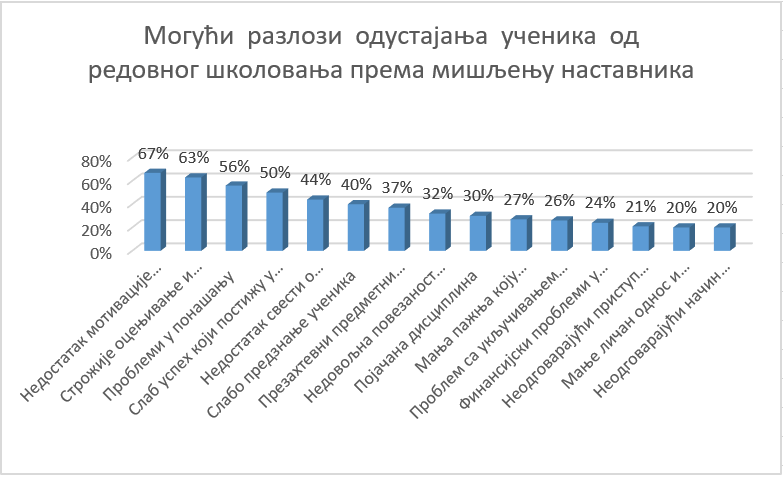 Могући разлози одустајања ученика од
редовног школовања према мишљењу наставника
80%
60%
40%
20%
0%
67%
63%
56%
50%
44%
40%
37%
32%
30%
27%
26%
24%
21%
20%
20%
Недостатак мотивације...
Строжије оцењивање и...
Проблеми у понашању
Слаб успех који постижу у...
Недостатак свести о...
Слабо предзнање ученика
Презахтевни предметни...
Недовољна повезаност...
Појачана дисциплина
Мања пажња коју...
Проблем са укључивањем...
Финансијски проблеми у...
Неодговарајући приступ...
Мање личан однос и...
Неодговарајући начин...